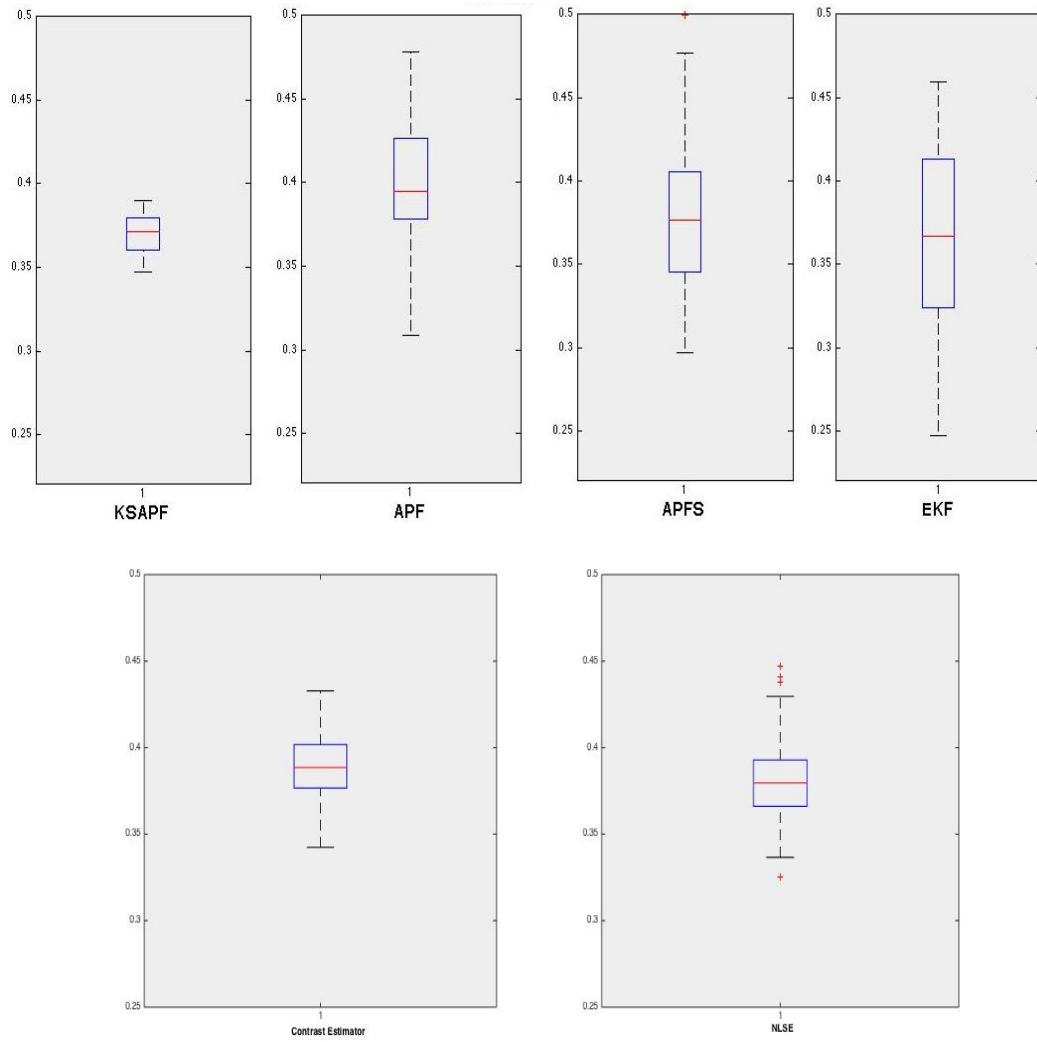 0.5 0.5 0.5 0.5
0.45 0.45 0.45 0.45
0.4 0.4 0.4 0.4
0.35 0.35 0.35 0.35
0.3 0.3 0.3 0.3
0.25 0.25 0.25 0.25
1 1 1 1
KSAPF APF APFS EKF
0.5 0.5
0.45 0.45
0.4 0.4
0.35 0.35
0.3 0.3
0.25 0.25
1 1
Contrast Estimator NLSE